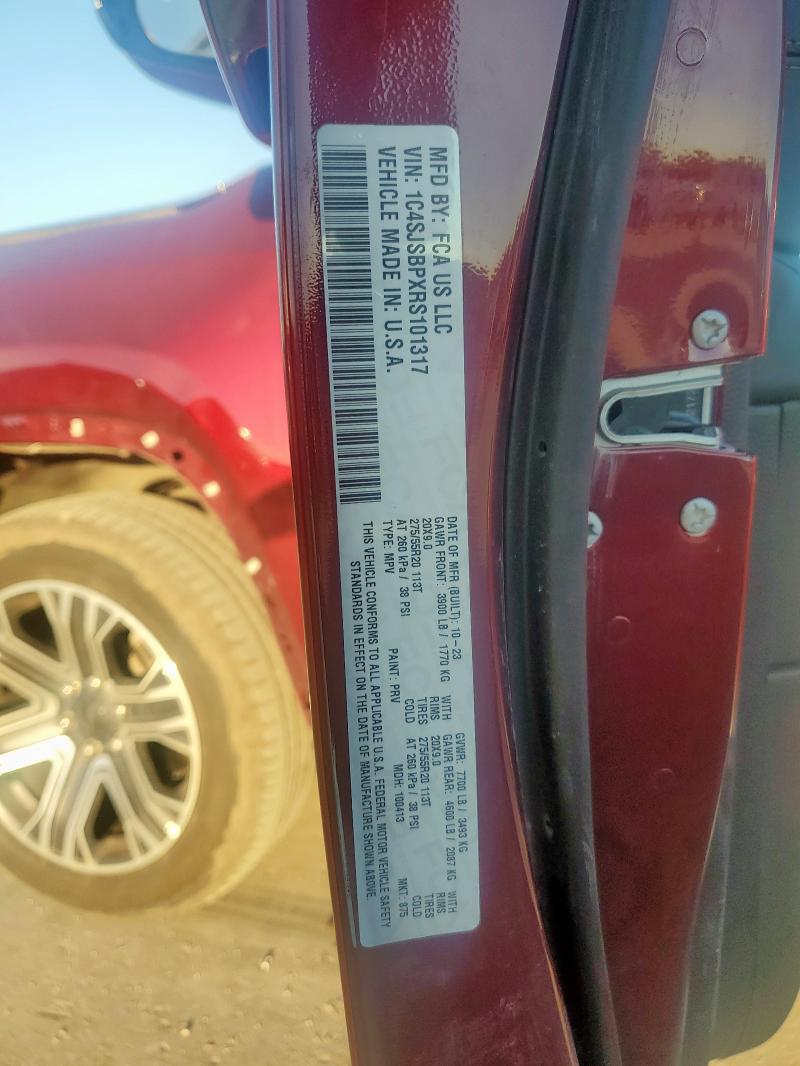 MFD BY: FCA US LLC
VIN: 1C4SJSBPXRS101317
VEHICLE MADE IN: U.S.A.
DATE OF MFR (BUILT): 10-23 GVWR: 7700 LB / 3493 KG
GAWR FRONT: 3900 LB / 1770 KG WITH GAWR REAR: 4600 LB / 2087 KG WITH
20X9.0 RIMS 20X9.0 RIMS
275/55R20 113T TIRES 275/55R20 113T TIRES
AT 260 kPa / 38 PSI COLD AT 260 kPa / 38 PSI COLD
TYPE: MPV PAINT: PRV MDH: 100413 MKT: 875
THIS VEHICLE CONFORMS TO ALL APPLICABLE U.S.A. FEDERAL MOTOR VEHICLE SAFETY
STANDARDS IN EFFECT ON THE DATE OF MANUFACTURE SHOWN ABOVE.